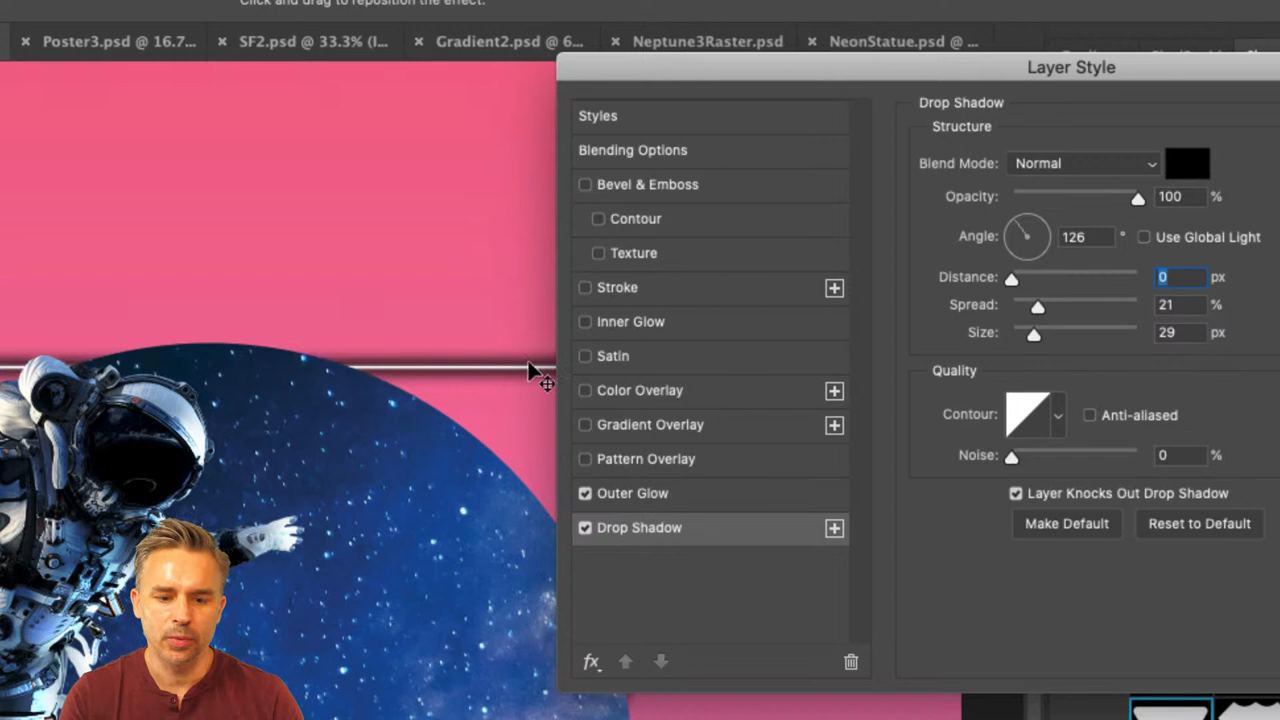 Click and drag to reposition the effect.
× Poster3.psd @ 16.7... × SF2.psd @ 33.3% (l... × Gradient2.psd @ 6... × Neptune3Raster.psd × NeonStatue.psd @ ...
Layer Style
Styles
Blending Options
Bevel & Emboss
Contour
Texture
Stroke
Inner Glow
Satin
Color Overlay
Gradient Overlay
Pattern Overlay
Outer Glow
Drop Shadow
fx
Drop Shadow
Structure
Blend Mode: Normal
Opacity: 100 %
Angle: 126 ° Use Global Light
Distance: 0 px
Spread: 21 %
Size: 29 px
Quality
Contour: Anti-aliased
Noise: 0 %
Layer Knocks Out Drop Shadow
Make Default Reset to Default